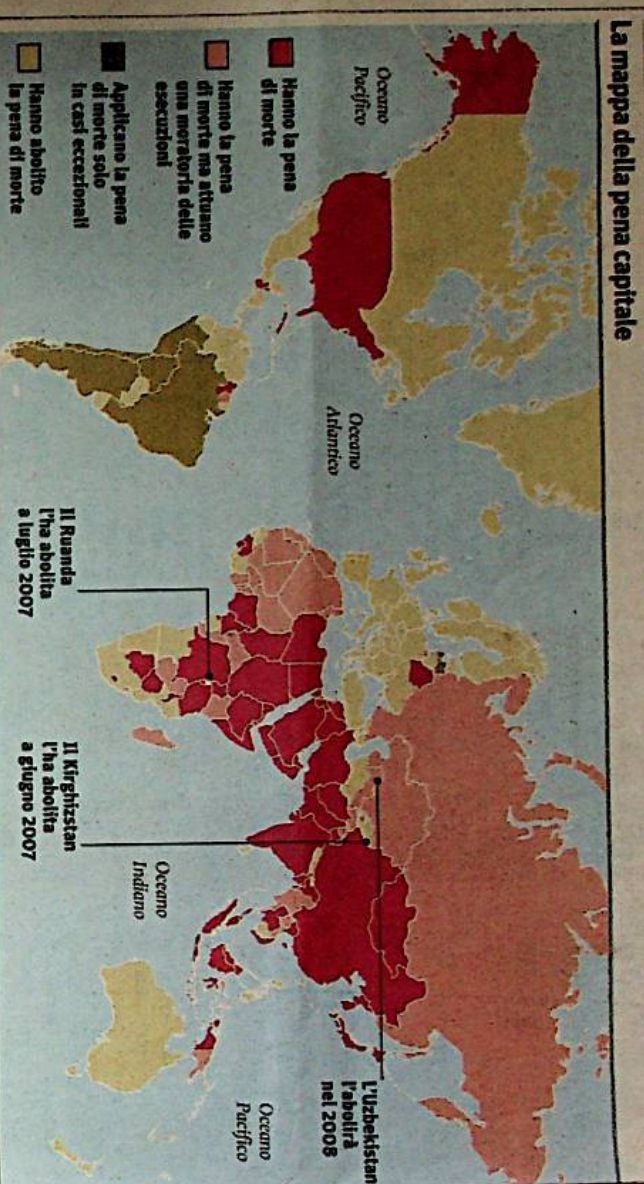 La mappa della pena capitale
Oceano
Pacifico
Hanno la pena
di morte
Hanno la pena
di morte ma attuano
una moratoria delle
esecuzioni
Applicano la pena
di morte solo
in casi eccezionali
Hanno abolito
la pena di morte
Oceano
Atlantico
Il Ruanda
l'ha abolita
a luglio 2007
Il Kirghizstan
l'ha abolita
a giugno 2007
Oceano
Indiano
L'Uzbekistan
l'abolirà
nel 2008
Oceano
Pacifico